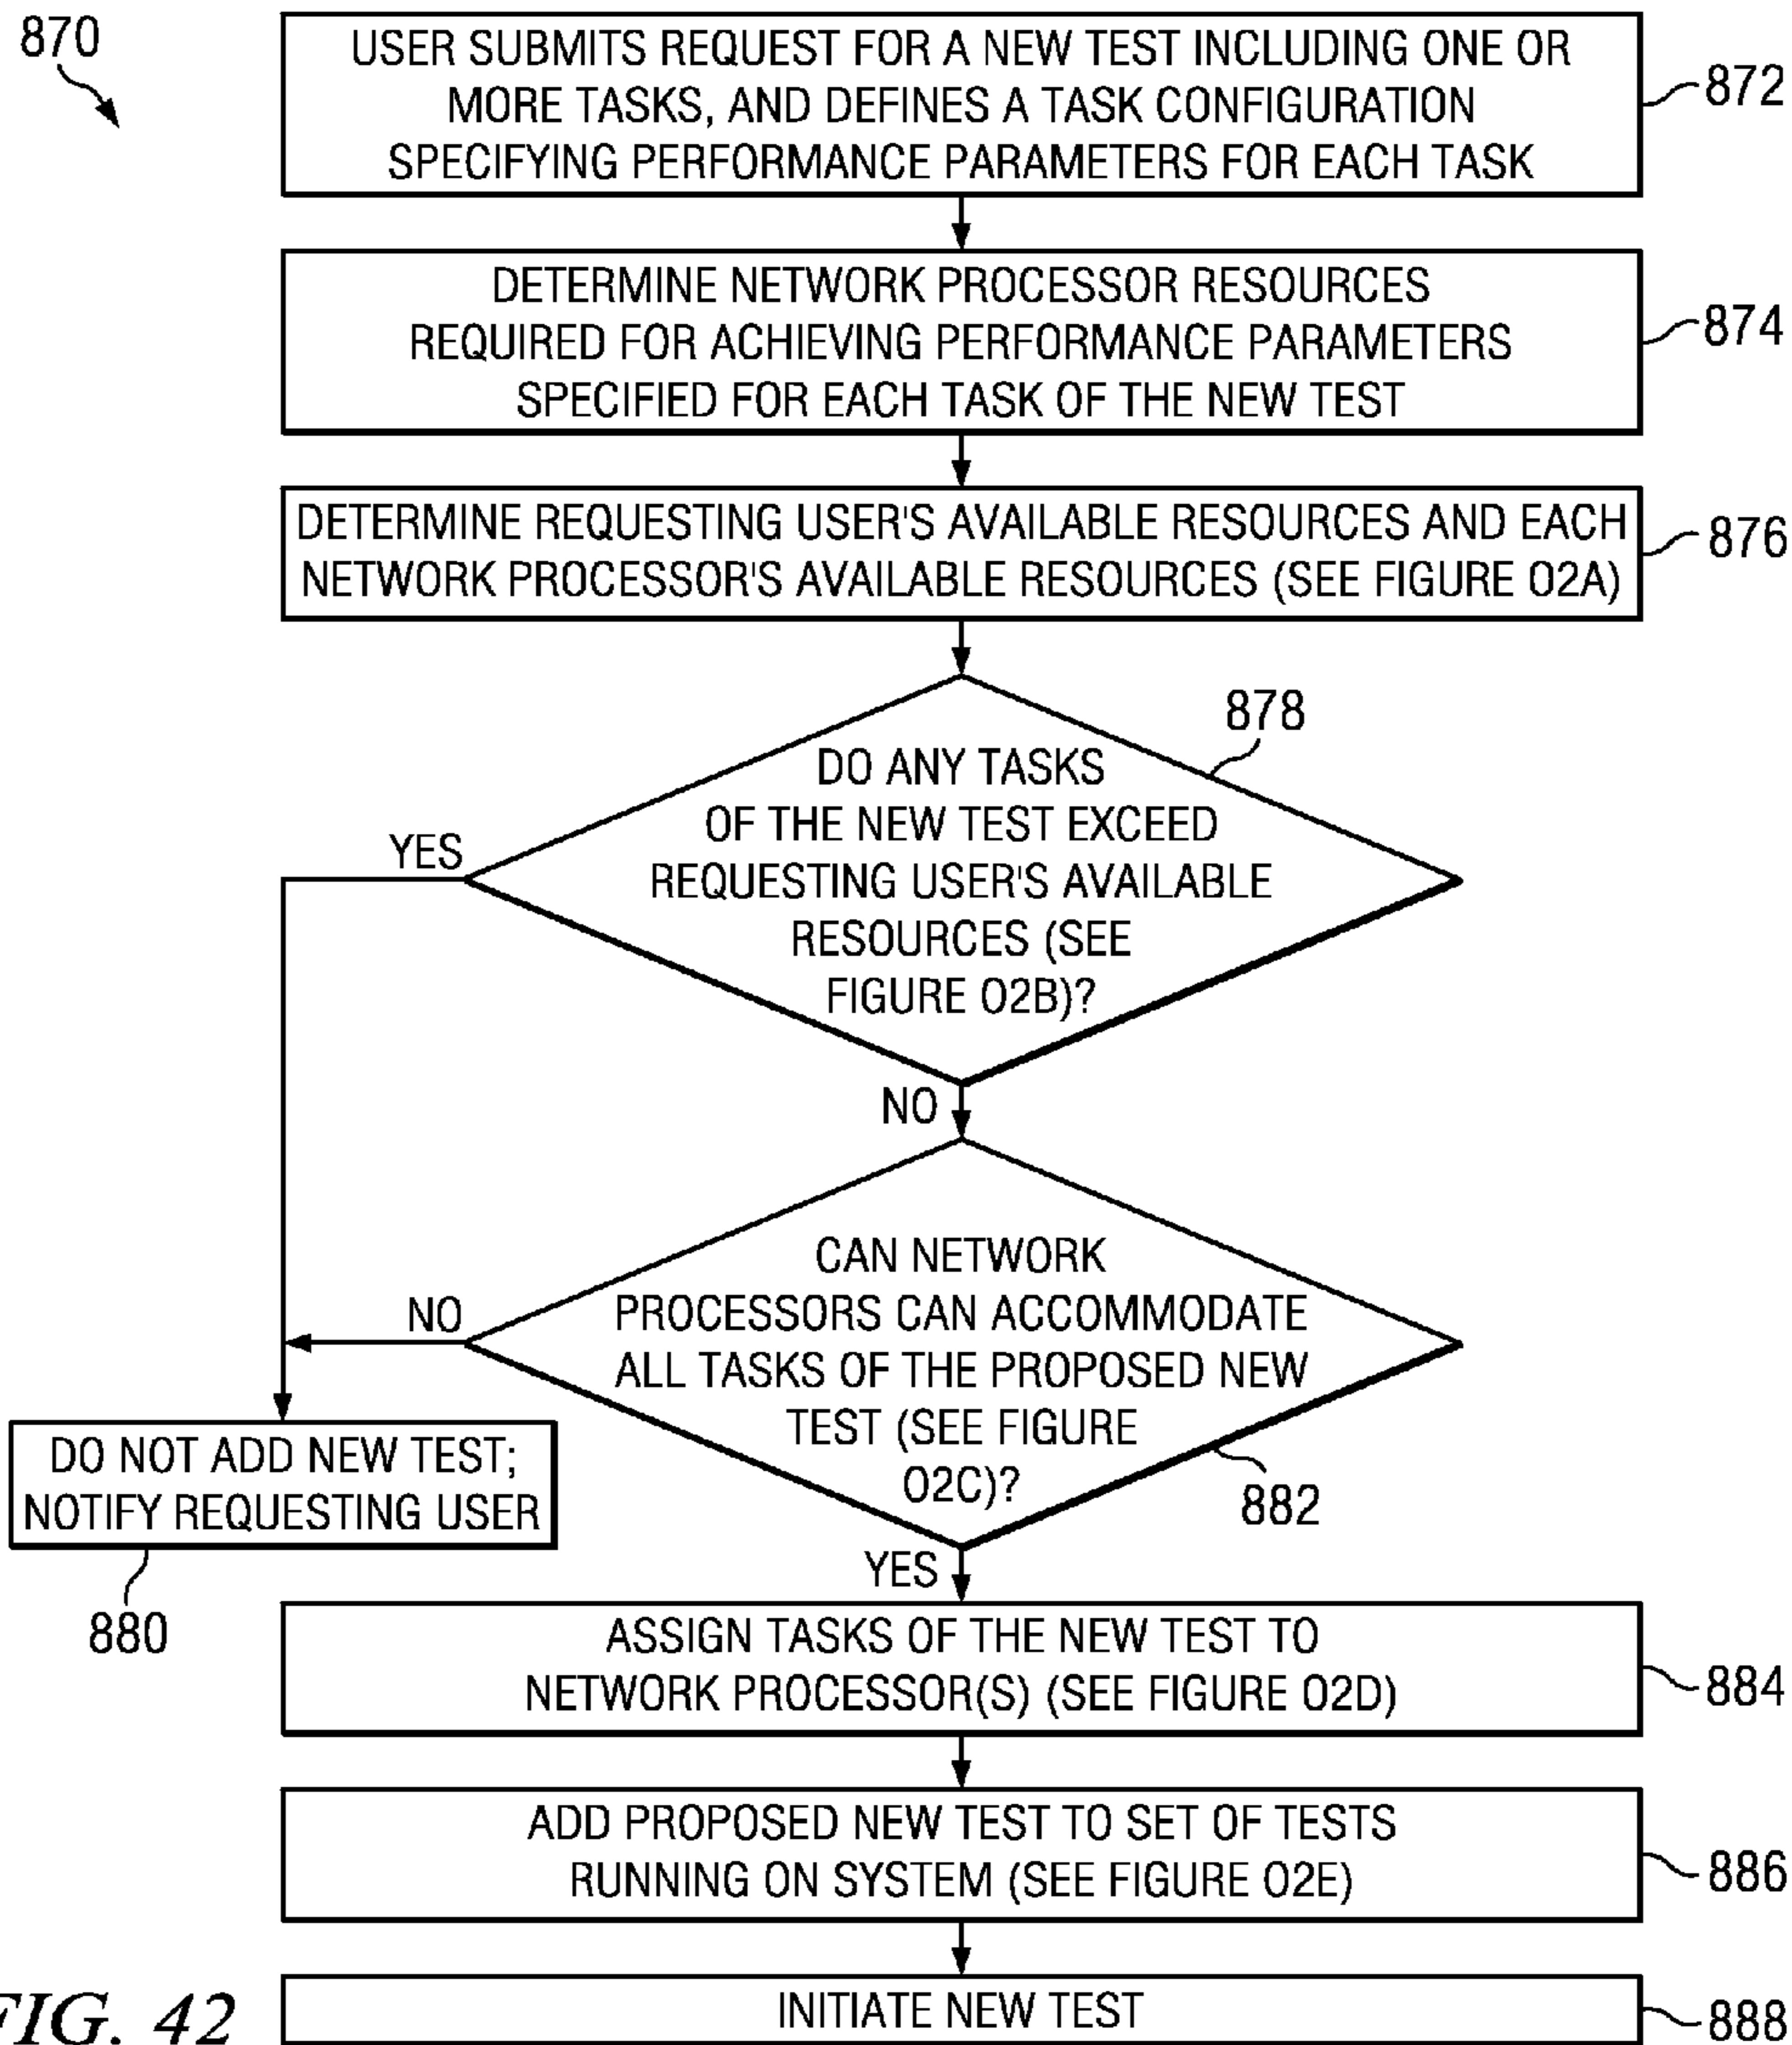 870
USER SUBMITS REQUEST FOR A NEW TEST INCLUDING ONE OR
MORE TASKS, AND DEFINES A TASK CONFIGURATION
SPECIFYING PERFORMANCE PARAMETERS FOR EACH TASK
872
DETERMINE NETWORK PROCESSOR RESOURCES
REQUIRED FOR ACHIEVING PERFORMANCE PARAMETERS
SPECIFIED FOR EACH TASK OF THE NEW TEST
874
DETERMINE REQUESTING USER'S AVAILABLE RESOURCES AND EACH
NETWORK PROCESSOR'S AVAILABLE RESOURCES (SEE FIGURE O2A)
876
878
DO ANY TASKS
OF THE NEW TEST EXCEED
REQUESTING USER'S AVAILABLE
RESOURCES (SEE
FIGURE O2B)?
YES
NO
CAN NETWORK
PROCESSORS CAN ACCOMMODATE
ALL TASKS OF THE PROPOSED NEW
TEST (SEE FIGURE
O2C)?
NO
882
DO NOT ADD NEW TEST;
NOTIFY REQUESTING USER
880
YES
ASSIGN TASKS OF THE NEW TEST TO
NETWORK PROCESSOR(S) (SEE FIGURE O2D)
884
ADD PROPOSED NEW TEST TO SET OF TESTS
RUNNING ON SYSTEM (SEE FIGURE O2E)
886
INITIATE NEW TEST
888
FIG. 42